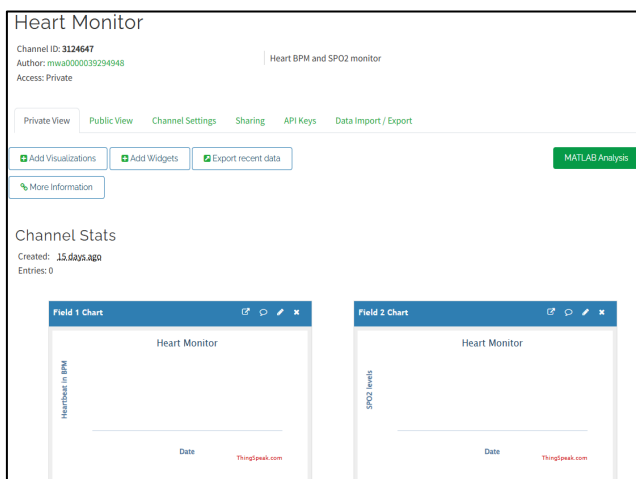 Heart Monitor
Channel ID: 3124647
Author: mwa0000039294948
Access: Private
Heart BPM and SPO2 monitor
Private View Public View Channel Settings Sharing API Keys Data Import / Export
Add Visualizations Add Widgets Export recent data MATLAB Analysis
More Information
Channel Stats
Created: 15 days ago
Entries: 0
Field 1 Chart
Heart Monitor
Heartbeat in BPM
Date
ThingSpeak.com
Field 2 Chart
Heart Monitor
SPO2 levels
Date
ThingSpeak.com